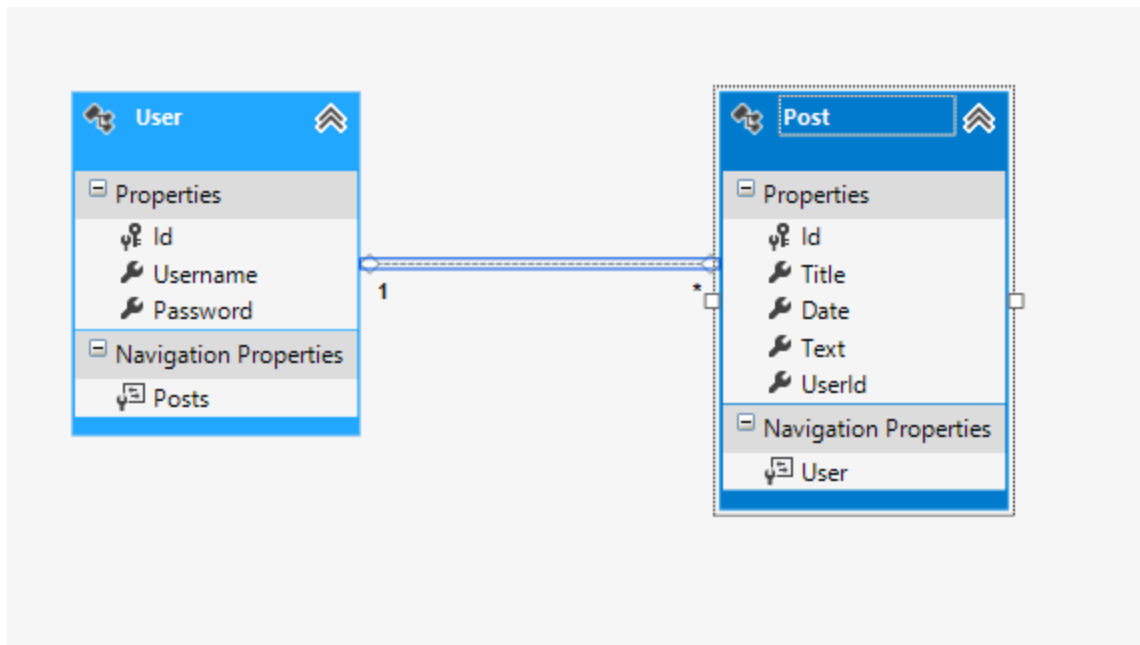 User
Properties
Id
Username
Password
Navigation Properties
Posts
1
*
Post
Properties
Id
Title
Date
Text
UserId
Navigation Properties
User